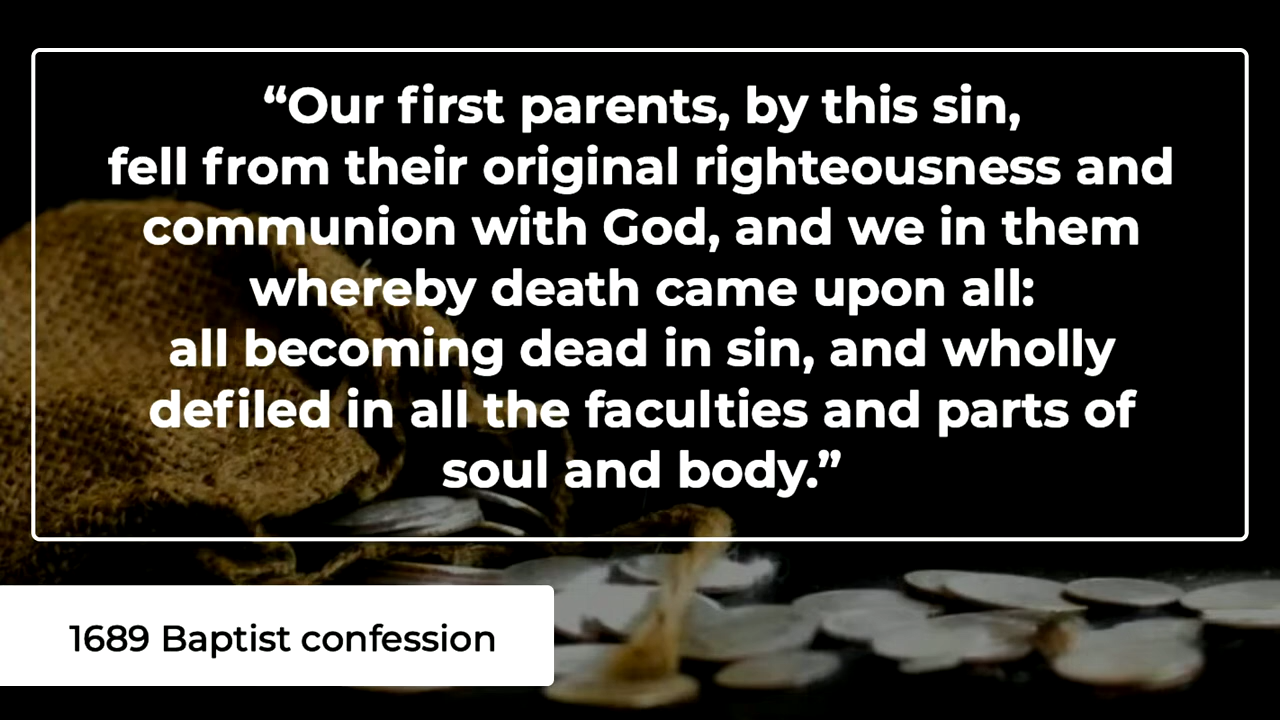 “Our first parents, by this sin,
fell from their original righteousness and
communion with God, and we in them
whereby death came upon all:
all becoming dead in sin, and wholly
defiled in all the faculties and parts of
soul and body.”
1689 Baptist confession